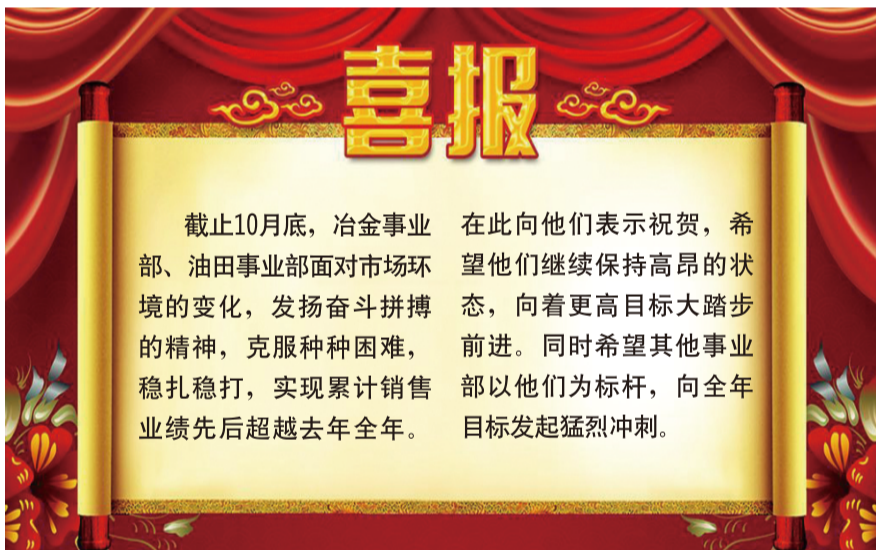 喜报
截止10月底，冶金事业
部、油田事业部面对市场环
境的变化，发扬奋斗拼搏
的精神，克服种种困难，
稳扎稳打，实现累计销售
业绩先后超越去年全年。
在此向他们表示祝贺，希
望他们继续保持高昂的状
态，向着更高目标大踏步
前进。同时希望其他事业
部以他们为标杆，向全年
目标发起猛烈冲刺。